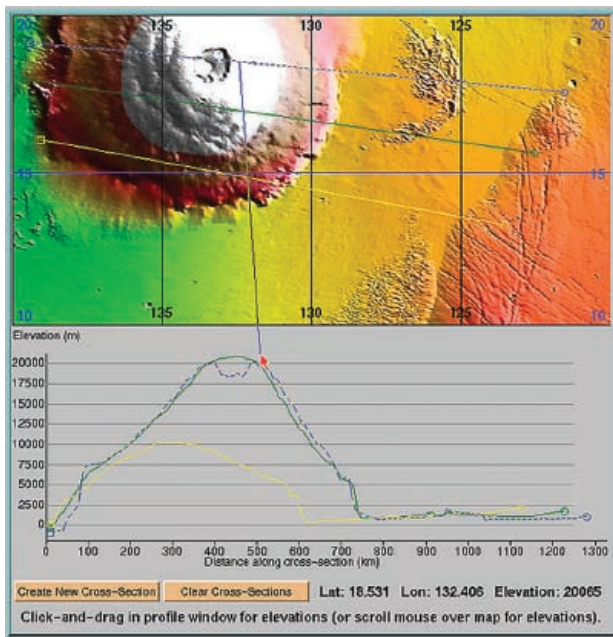 20 135 130 125 20
15 15
10 135 130 125 10
Elevation (m)
20000
17500
15000
12500
10000
7500
5000
2500
0
0 100 200 300 400 500 600 700 800 900 1000 1100 1200 1300
Distance along cross-section (km)
Create New Cross-Section Clear Cross-Sections Lat: 18.531 Lon: 132.406 Elevation: 20065
Click-and-drag in profile window for elevations (or scroll mouse over map for elevations).